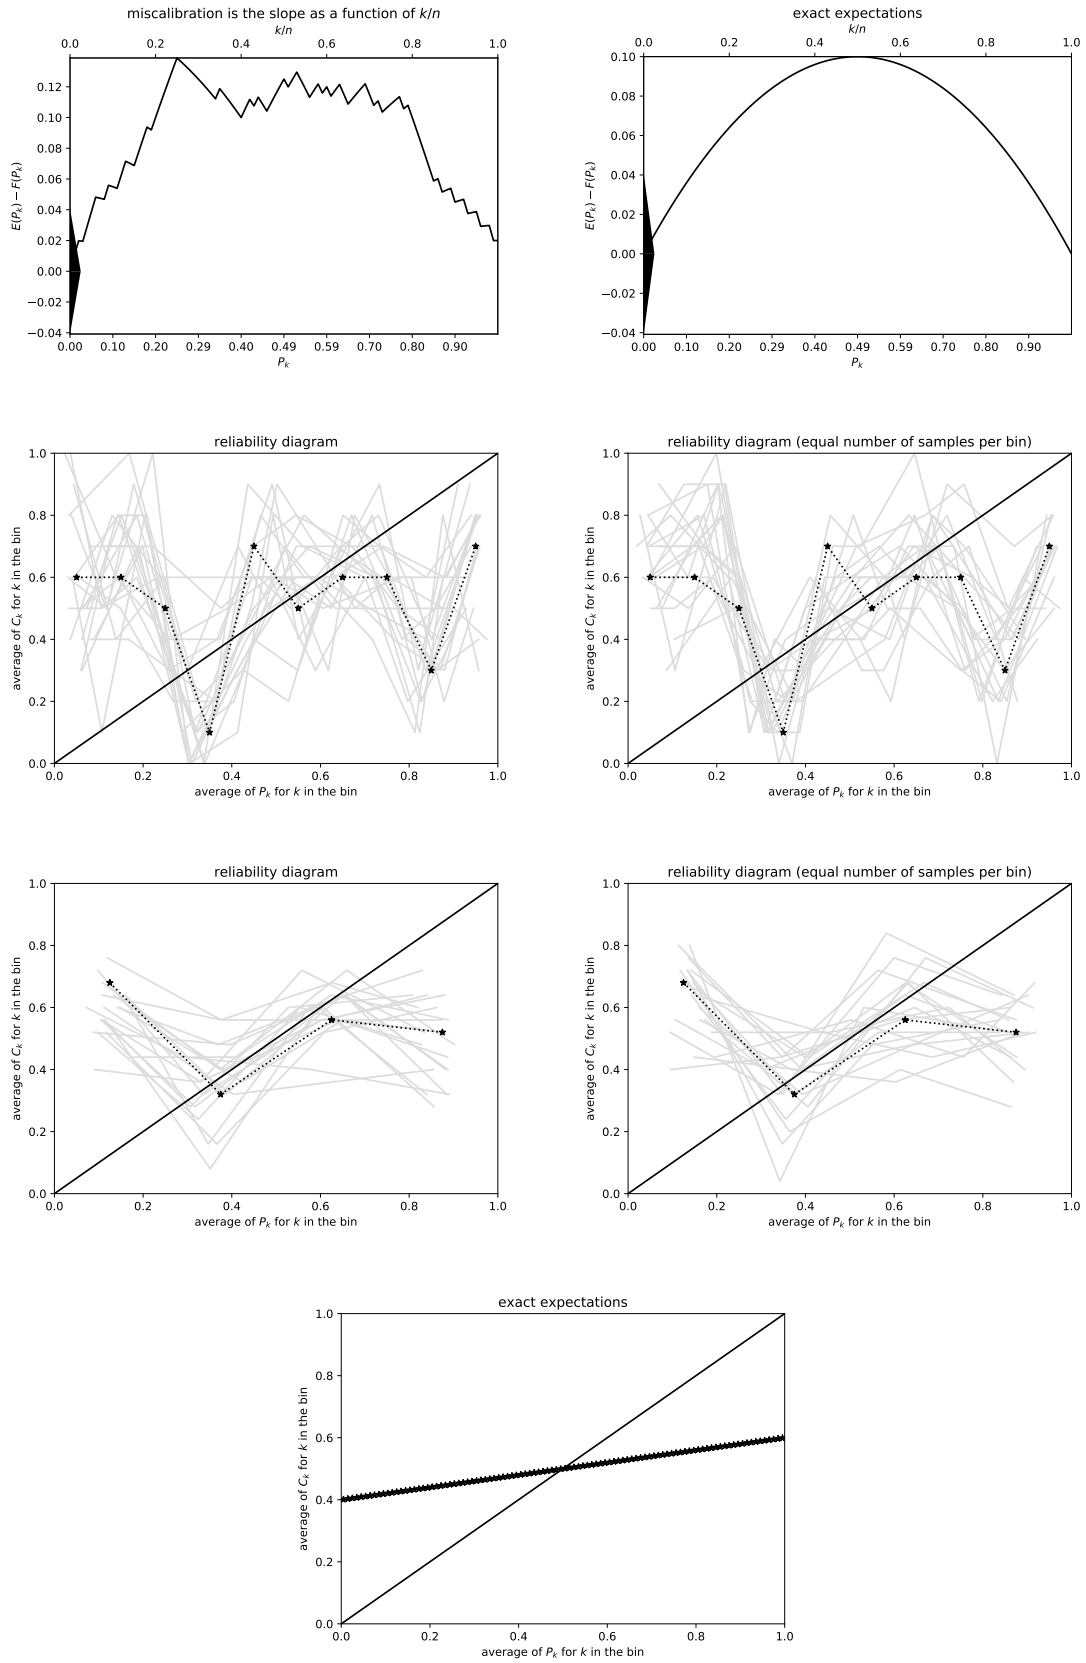 miscalibration is the slope as a function of k/n
k/n
0.0 0.2 0.4 0.6 0.8 1.0
0.12
0.10
0.08
0.06
0.04
0.02
0.00
−0.02
−0.04
E(Pk) − F(Pk)
0.00 0.10 0.20 0.29 0.40 0.49 0.59 0.70 0.80 0.90
Pk
exact expectations
k/n
0.0 0.2 0.4 0.6 0.8 1.0
0.10
0.08
0.06
0.04
0.02
0.00
−0.02
−0.04
E(Pk) − F(Pk)
0.00 0.10 0.20 0.29 0.40 0.49 0.59 0.70 0.80 0.90
Pk
reliability diagram
1.0
0.8
0.6
0.4
0.2
0.0
average of Ck for k in the bin
0.0 0.2 0.4 0.6 0.8 1.0
average of Pk for k in the bin
reliability diagram (equal number of samples per bin)
1.0
0.8
0.6
0.4
0.2
0.0
average of Ck for k in the bin
0.0 0.2 0.4 0.6 0.8 1.0
average of Pk for k in the bin
reliability diagram
1.0
0.8
0.6
0.4
0.2
0.0
average of Ck for k in the bin
0.0 0.2 0.4 0.6 0.8 1.0
average of Pk for k in the bin
reliability diagram (equal number of samples per bin)
1.0
0.8
0.6
0.4
0.2
0.0
average of Ck for k in the bin
0.0 0.2 0.4 0.6 0.8 1.0
average of Pk for k in the bin
exact expectations
1.0
0.8
0.6
0.4
0.2
0.0
average of Ck for k in the bin
0.0 0.2 0.4 0.6 0.8 1.0
average of Pk for k in the bin